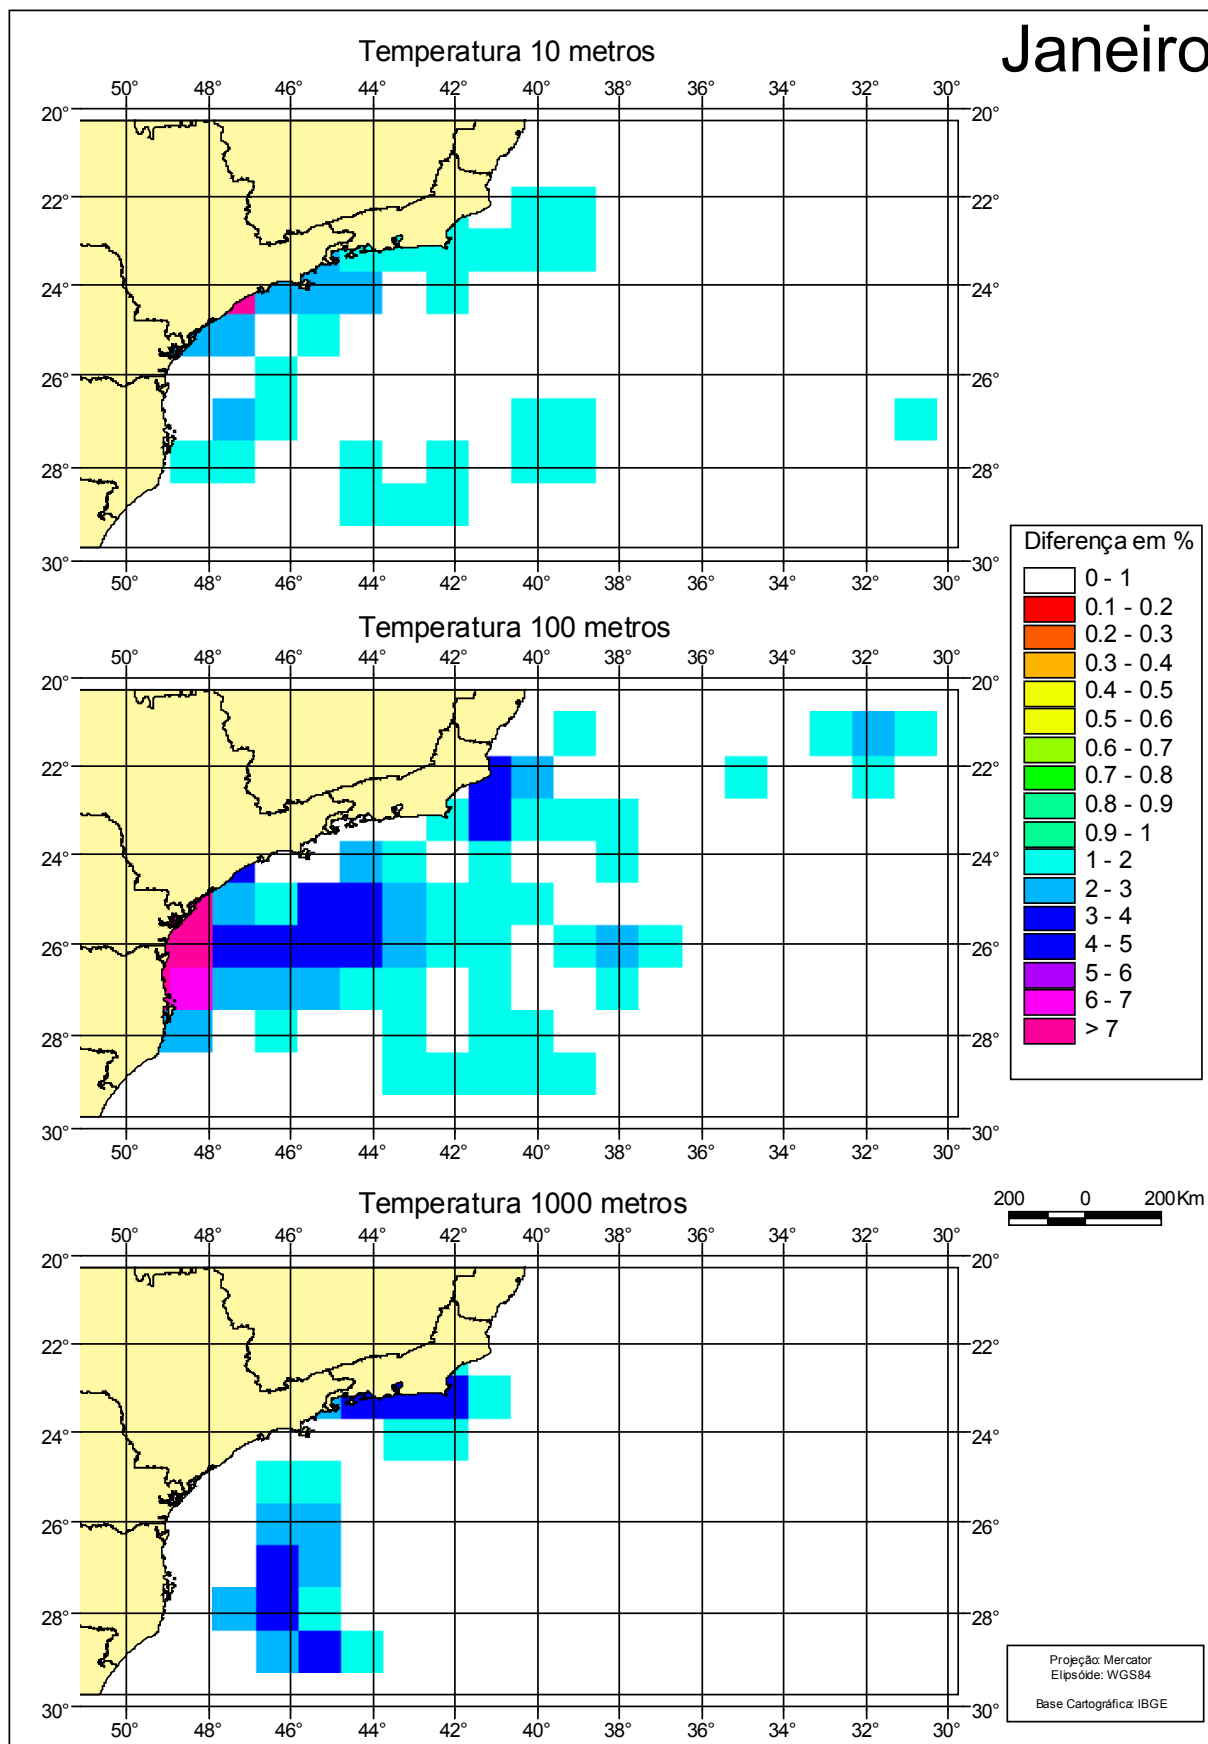 Janeiro
Temperatura 10 metros
50° 48° 46° 44° 42° 40° 38° 36° 34° 32° 30°
20° 20°
22° 22°
24° 24°
26° 26°
28° 28°
30° 30°
50° 48° 46° 44° 42° 40° 38° 36° 34° 32° 30°
Temperatura 100 metros
50° 48° 46° 44° 42° 40° 38° 36° 34° 32° 30°
20° 20°
22° 22°
24° 24°
26° 26°
28° 28°
30° 30°
50° 48° 46° 44° 42° 40° 38° 36° 34° 32° 30°
Temperatura 1000 metros
50° 48° 46° 44° 42° 40° 38° 36° 34° 32° 30°
20° 20°
22° 22°
24° 24°
26° 26°
28° 28°
30° 30°
50° 48° 46° 44° 42° 40° 38° 36° 34° 32° 30°
Diferença em %
0 - 1
0.1 - 0.2
0.2 - 0.3
0.3 - 0.4
0.4 - 0.5
0.5 - 0.6
0.6 - 0.7
0.7 - 0.8
0.8 - 0.9
0.9 - 1
1 - 2
2 - 3
3 - 4
4 - 5
5 - 6
6 - 7
> 7
200 0 200 Km
Projeção: Mercator
Elipsóide: WGS84
Base Cartográfica: IBGE